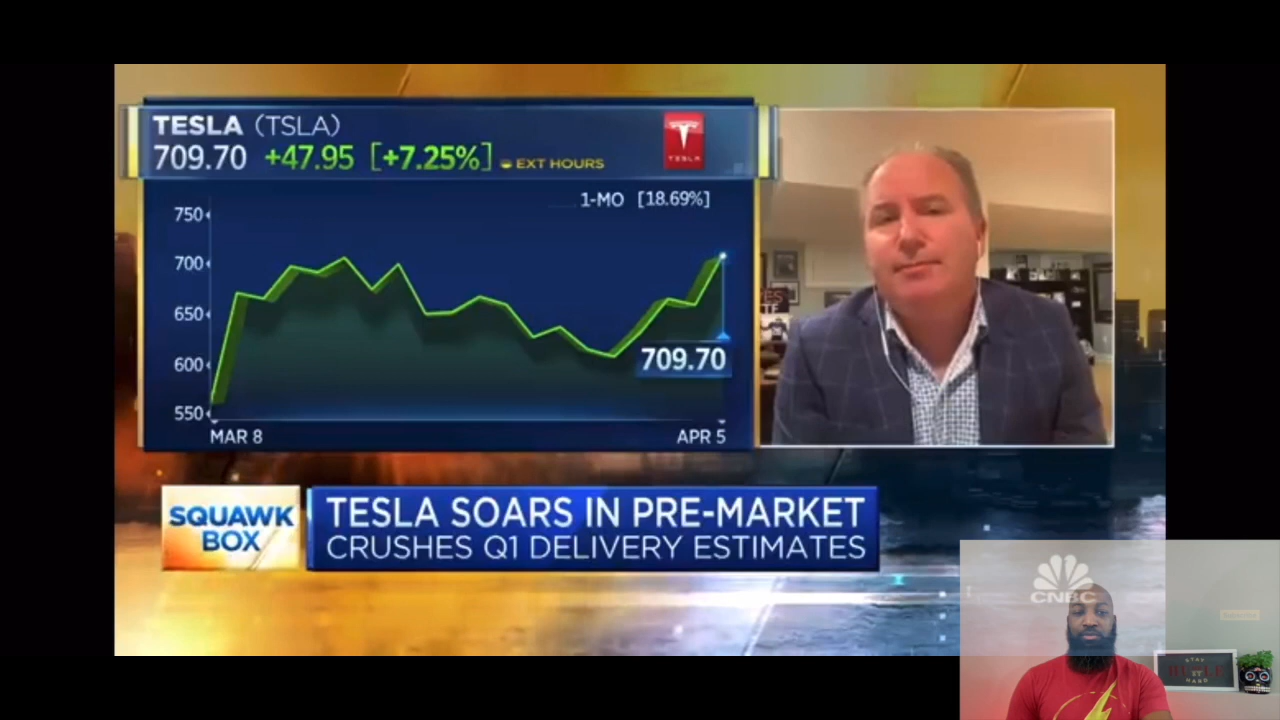 TESLA (TSLA)
709.70 +47.95 [+7.25%] EXT HOURS
TESLA
1-MO [18.69%]
750
700
650
600
550
709.70
MAR 8
APR 5
SQUAWK
BOX
TESLA SOARS IN PRE-MARKET
CRUSHES Q1 DELIVERY ESTIMATES
CNBC
STAY
HARD